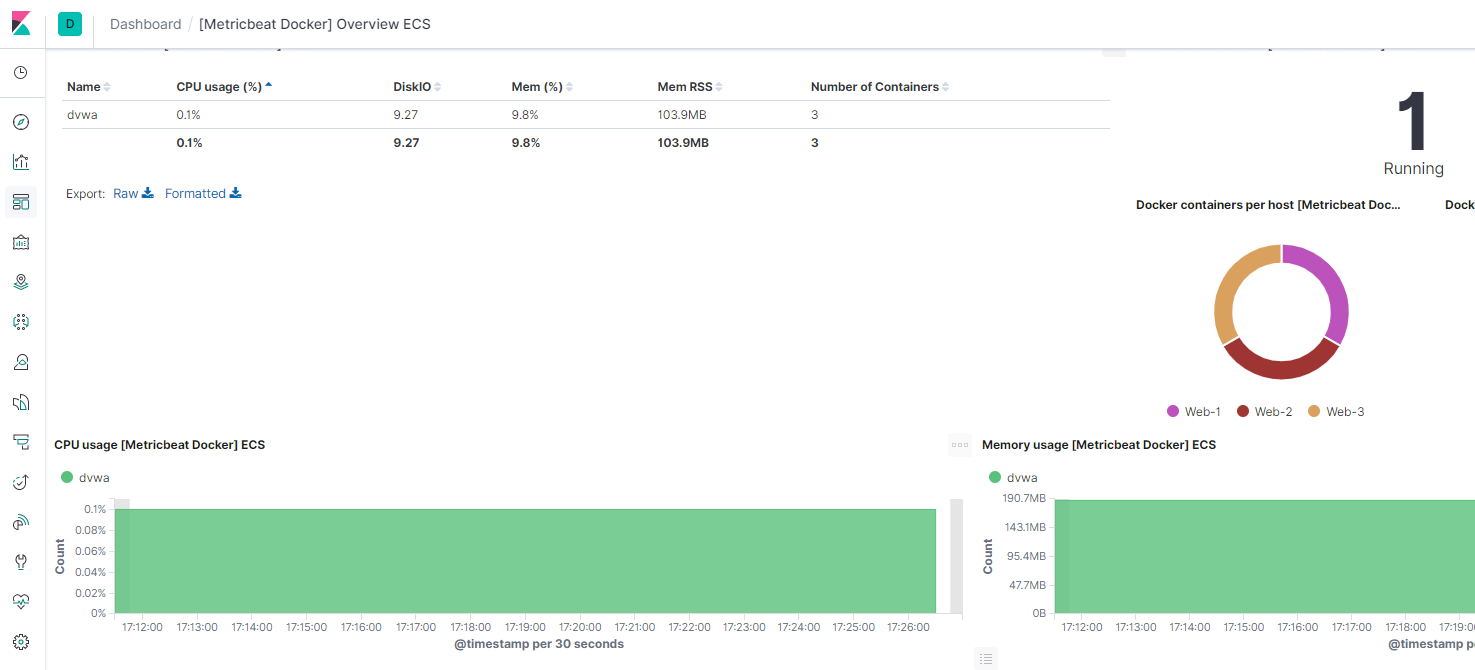 D Dashboard / [Metricbeat Docker] Overview ECS
Name CPU usage (%) DiskIO Mem (%) Mem RSS Number of Containers
dvwa 0.1% 9.27 9.8% 103.9MB 3
0.1% 9.27 9.8% 103.9MB 3
Export: Raw Formatted
1
Running
Docker containers per host [Metricbeat Doc... Dock
Web-1 Web-2 Web-3
CPU usage [Metricbeat Docker] ECS
dvwa
0.1%
0.08%
0.06%
0.04%
0.02%
0%
Count
17:12:00 17:13:00 17:14:00 17:15:00 17:16:00 17:17:00 17:18:00 17:19:00 17:20:00 17:21:00 17:22:00 17:23:00 17:24:00 17:25:00 17:26:00
@timestamp per 30 seconds
Memory usage [Metricbeat Docker] ECS
dvwa
190.7MB
143.1MB
95.4MB
47.7MB
0B
Count
17:12:00 17:13:00 17:14:00 17:15:00 17:16:00 17:17:00 17:18:00 17:19:0
@timestamp p